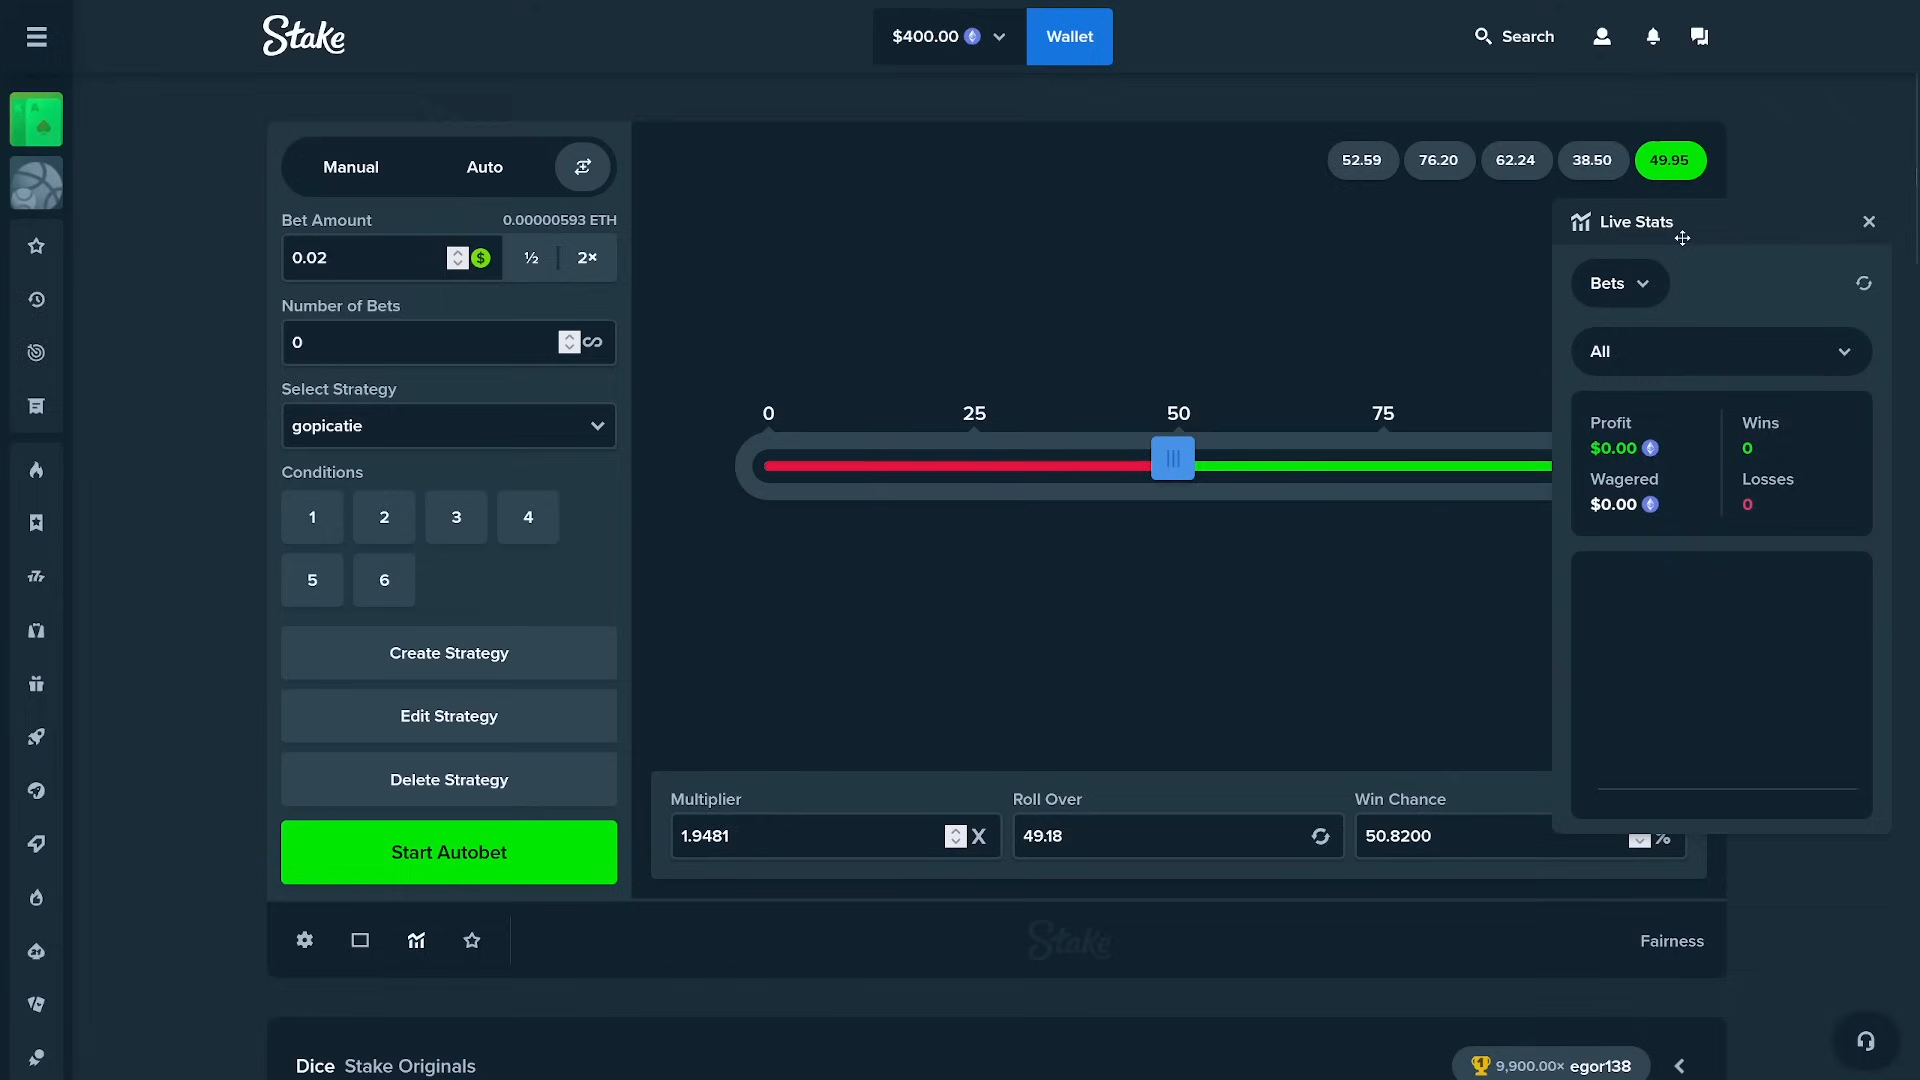 Stake
$400.00
Wallet
Search
Manual
Auto
52.59
76.20
62.24
38.50
49.95
Bet Amount
0.00000593 ETH
0.02
$
½
2×
Number of Bets
0
Select Strategy
gopicatie
Conditions
1
2
3
4
5
6
Create Strategy
Edit Strategy
Delete Strategy
Start Autobet
0
25
50
75
Live Stats
Bets
All
Profit
$0.00
Wins
0
Wagered
$0.00
Losses
0
Multiplier
1.9481
X
Roll Over
49.18
Win Chance
50.8200
%
Stake
Fairness
Dice Stake Originals
9,900.00× egor138